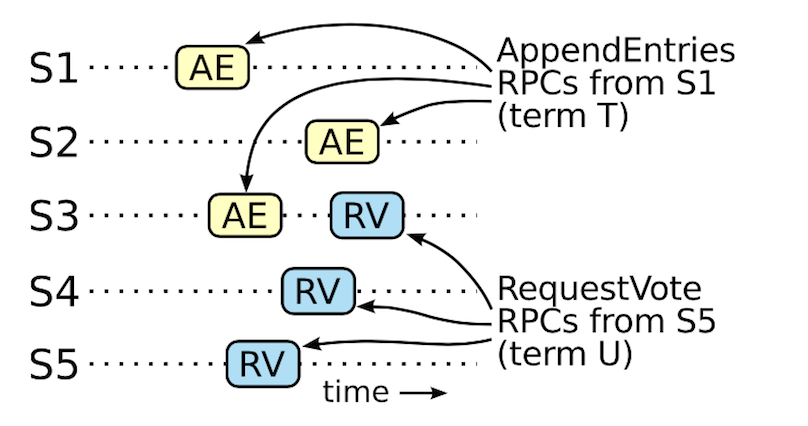 S1 AE
S2 AE
S3 AE RV
S4 RV
S5 RV
time
AppendEntries
RPCs from S1
(term T)
RequestVote
RPCs from S5
(term U)